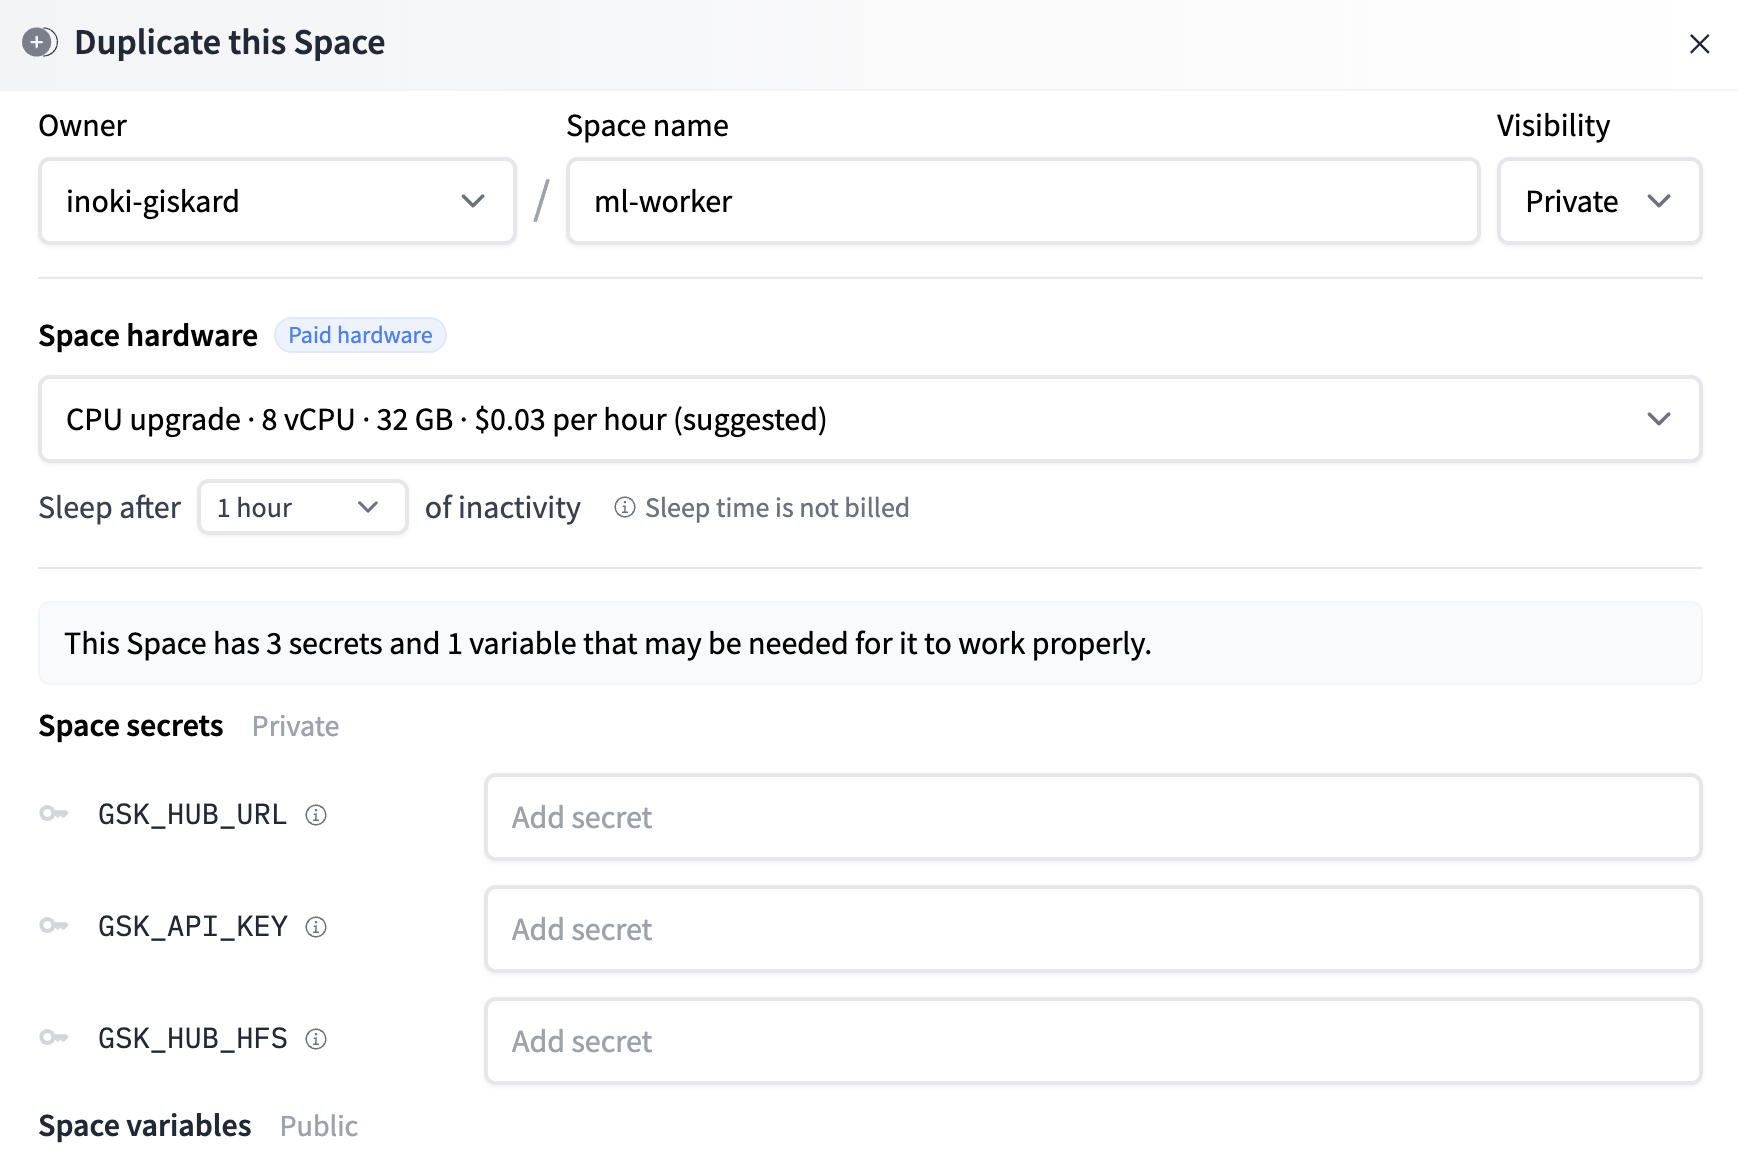 Duplicate this Space
Owner
Space name
Visibility
inoki-giskard
/
ml-worker
Private
Space hardware
Paid hardware
CPU upgrade · 8 vCPU · 32 GB · $0.03 per hour (suggested)
Sleep after
1 hour
of inactivity
Sleep time is not billed
This Space has 3 secrets and 1 variable that may be needed for it to work properly.
Space secrets
Private
GSK_HUB_URL
Add secret
GSK_API_KEY
Add secret
GSK_HUB_HFS
Add secret
Space variables
Public